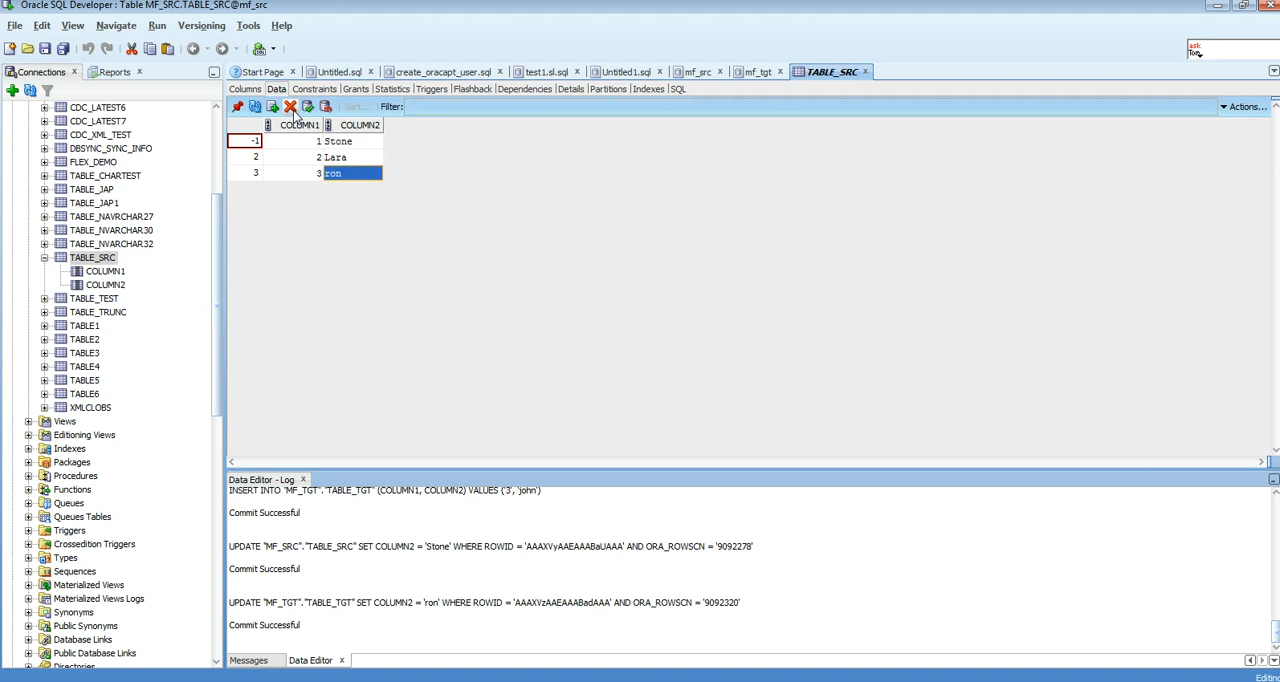 Oracle SQL Developer : Table MF_SRC.TABLE_SRC@mf_src
File Edit View Navigate Run Versioning Tools Help
ask
Tom
Connections Reports
Start Page Untitled.sql create_oracapt_user.sql test1.sl.sql Untitled1.sql mf_src mf_tgt TABLE_SRC
Columns Data Constraints Grants Statistics Triggers Flashback Dependencies Details Partitions Indexes SQL
Sort... Filter: Actions...
COLUMN1 COLUMN2
-1 1 Stone
2 2 Lara
3 3 ron
CDC_LATEST6
CDC_LATEST7
CDC_XML_TEST
DBSYNC_SYNC_INFO
FLEX_DEMO
TABLE_CHARTEST
TABLE_JAP
TABLE_JAP1
TABLE_NAVRCHAR27
TABLE_NVARCHAR30
TABLE_NVARCHAR32
TABLE_SRC
COLUMN1
COLUMN2
TABLE_TEST
TABLE_TRUNC
TABLE1
TABLE2
TABLE3
TABLE4
TABLE5
TABLE6
XMLCLOBS
Views
Editioning Views
Indexes
Packages
Procedures
Functions
Queues
Queues Tables
Triggers
Crossedition Triggers
Types
Sequences
Materialized Views
Materialized Views Logs
Synonyms
Public Synonyms
Database Links
Public Database Links
Directories
Data Editor - Log
INSERT INTO "MF_TGT"."TABLE_TGT" (COLUMN1, COLUMN2) VALUES ('3', 'john')
Commit Successful
UPDATE "MF_SRC"."TABLE_SRC" SET COLUMN2 = 'Stone' WHERE ROWID = 'AAAXVyAAEAAABaUAAA' AND ORA_ROWSCN = '9092278'
Commit Successful
UPDATE "MF_TGT"."TABLE_TGT" SET COLUMN2 = 'ron' WHERE ROWID = 'AAAXVzAAEAAABadAAA' AND ORA_ROWSCN = '9092320'
Commit Successful
Messages Data Editor
Editing